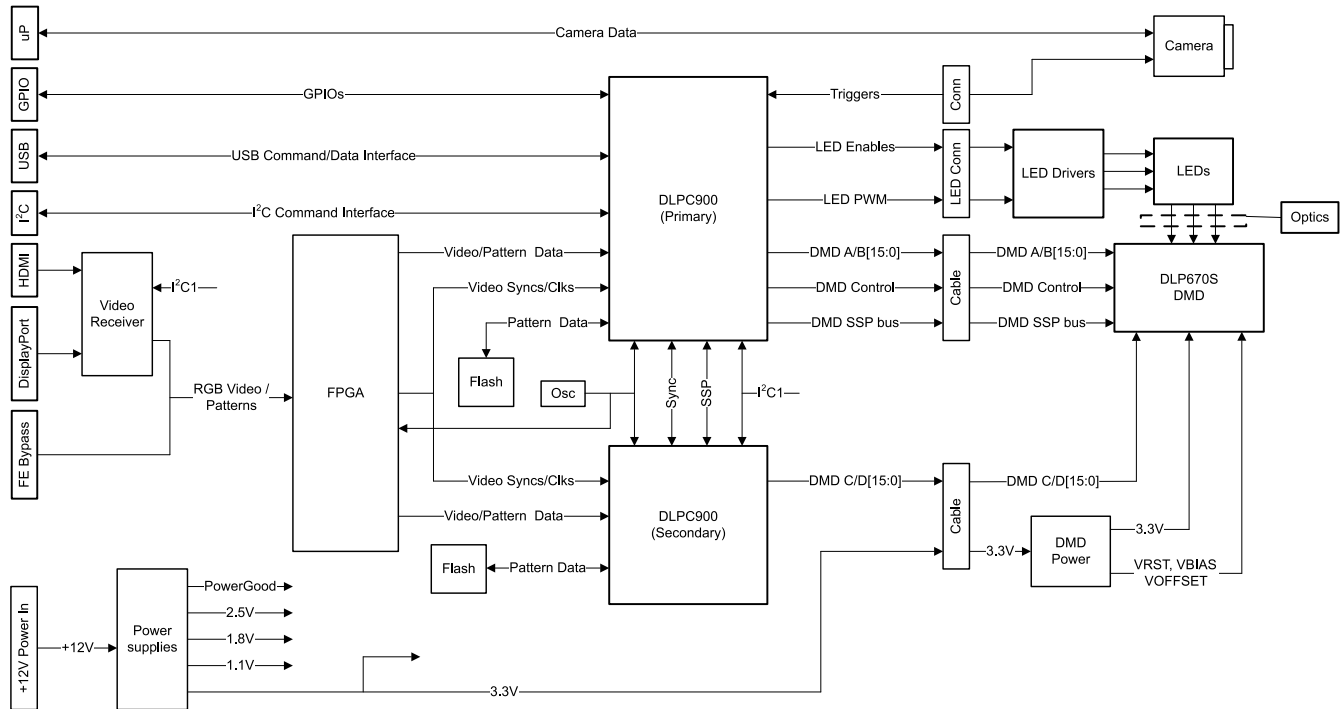 uP
Camera Data
Camera
GPIO
GPIOs
Triggers
Conn
USB
USB Command/Data Interface
LED Enables
LED Conn
LED Drivers
LEDs
DLPC900
(Primary)
I²C
I²C Command Interface
LED PWM
Optics
HDMI
Video
Receiver
I²C1
Video/Pattern Data
Video Syncs/Clks
Pattern Data
DMD A/B[15:0]
DMD Control
DMD SSP bus
Cable
DMD A/B[15:0]
DMD Control
DMD SSP bus
DLP670S
DMD
DisplayPort
RGB Video /
Patterns
FPGA
Flash
Osc
Sync
SSP
I²C1
FE Bypass
Video Syncs/Clks
Video/Pattern Data
DLPC900
(Secondary)
DMD C/D[15:0]
Cable
DMD C/D[15:0]
Flash
Pattern Data
3.3V
DMD
Power
3.3V
VRST, VBIAS
VOFFSET
+12V Power In
+12V
Power
supplies
PowerGood
2.5V
1.8V
1.1V
3.3V